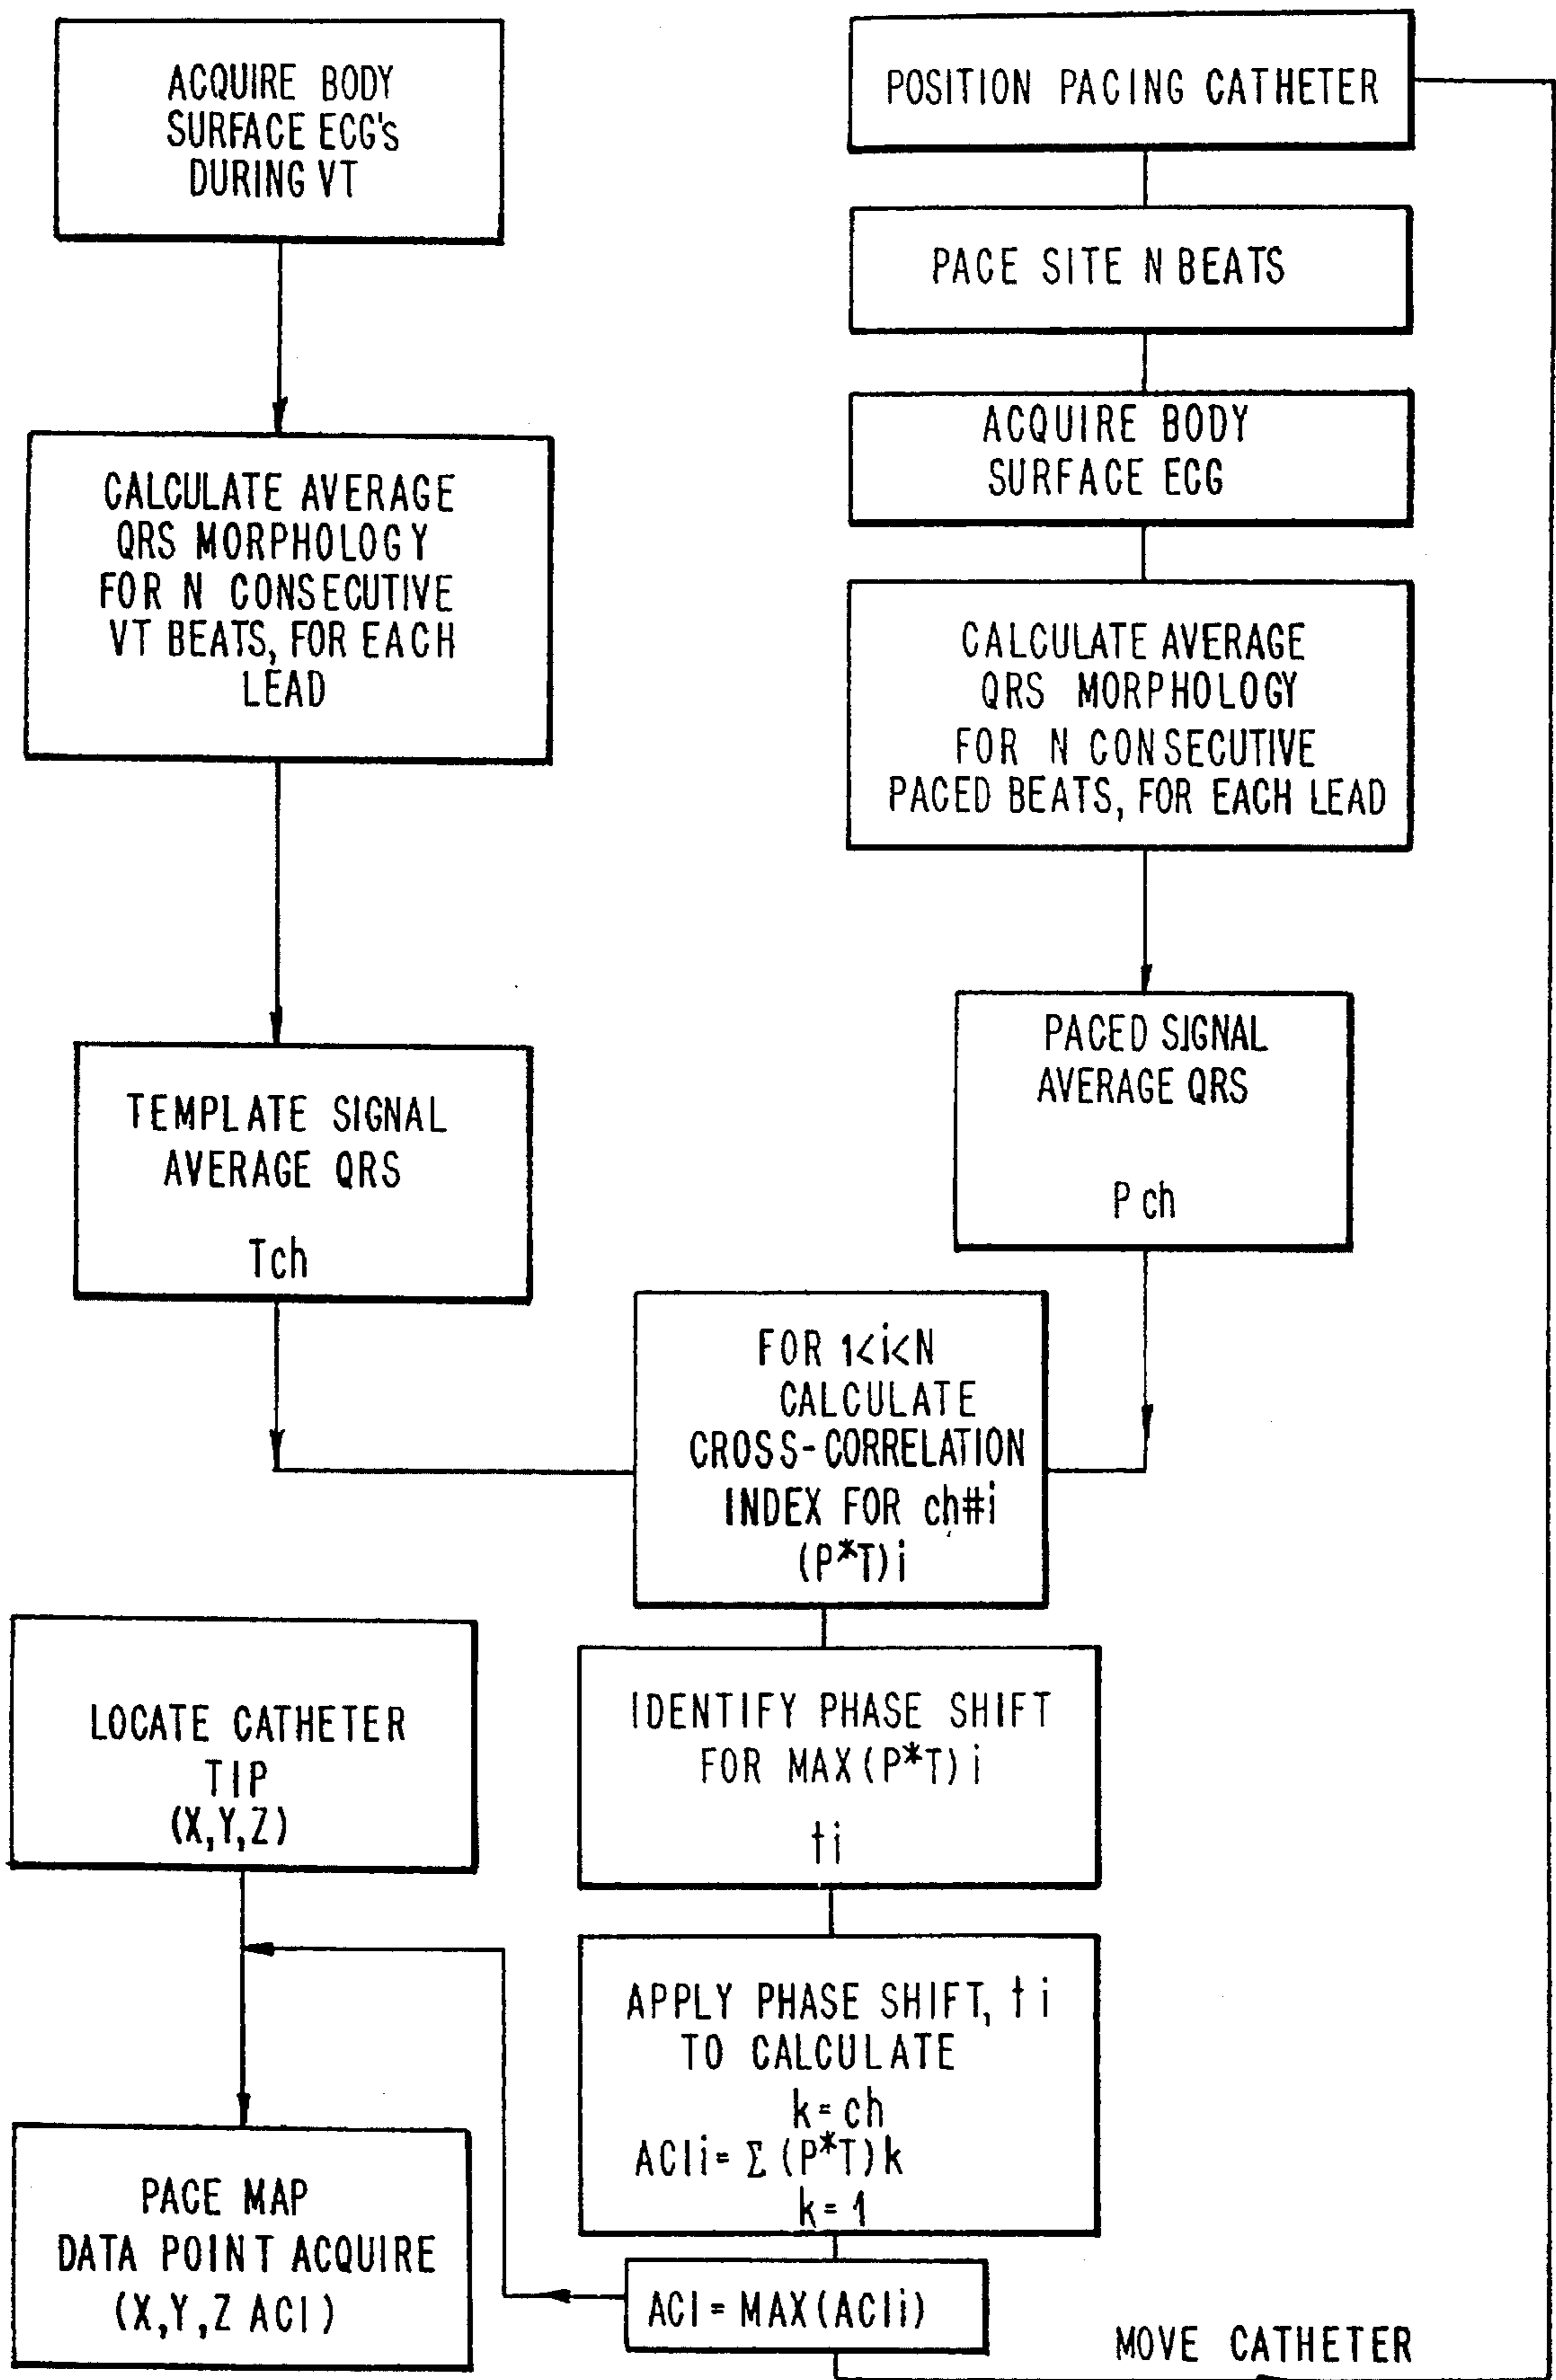 ACQUIRE BODY
SURFACE ECG's
DURING VT
CALCULATE AVERAGE
QRS MORPHOLOGY
FOR N CONSECUTIVE
VT BEATS, FOR EACH
LEAD
TEMPLATE SIGNAL
AVERAGE QRS
Tch
POSITION PACING CATHETER
PACE SITE N BEATS
ACQUIRE BODY
SURFACE ECG
CALCULATE AVERAGE
QRS MORPHOLOGY
FOR N CONSECUTIVE
PACED BEATS, FOR EACH LEAD
PACED SIGNAL
AVERAGE QRS
P ch
FOR 1<i<N
CALCULATE
CROSS-CORRELATION
INDEX FOR ch#i
(P*T)i
IDENTIFY PHASE SHIFT
FOR MAX(P*T)i
ti
APPLY PHASE SHIFT, ti
TO CALCULATE
k=ch
ACIi=Σ(P*T)k
k=1
ACI=MAX(ACIi)
LOCATE CATHETER
TIP
(X,Y,Z)
PACE MAP
DATA POINT ACQUIRE
(X,Y,Z ACI)
MOVE CATHETER